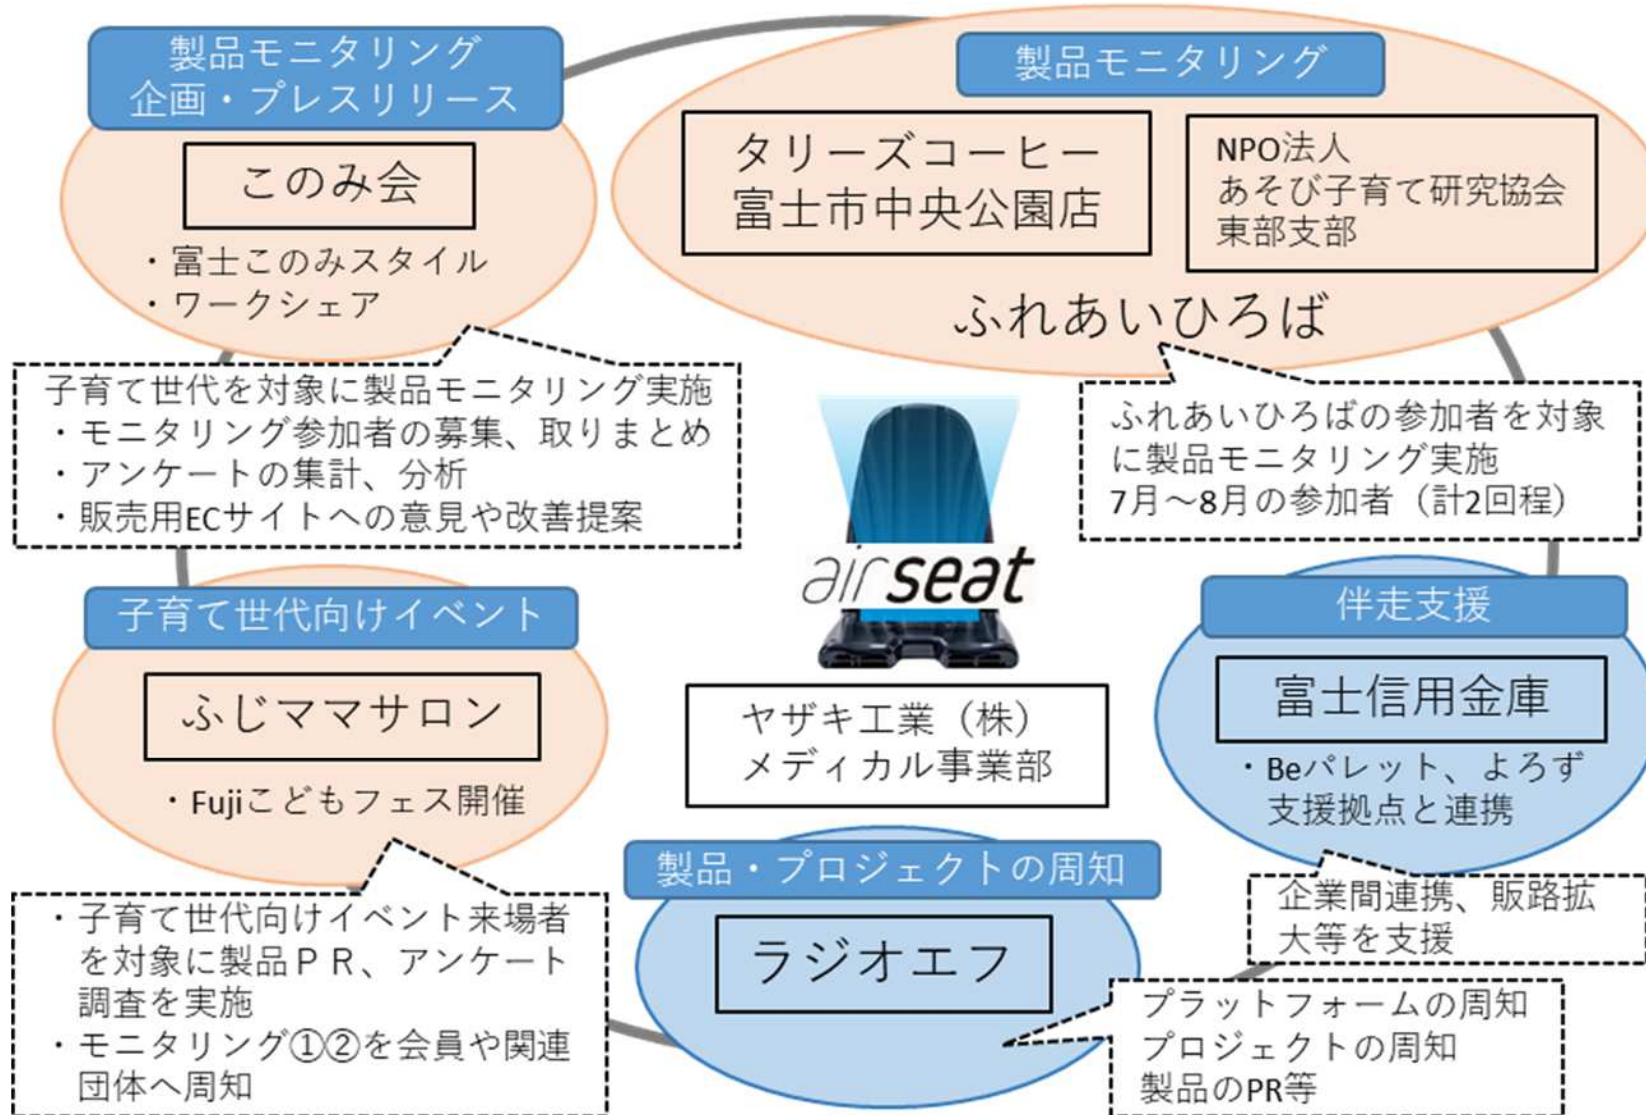 製品モニタリング
企画・プレスリリース
このみ会
・富士このみスタイル
・ワークシェア
子育て世代を対象に製品モニタリング実施
・モニタリング参加者の募集、取りまとめ
・アンケートの集計、分析
・販売用ECサイトへの意見や改善提案
製品モニタリング
タリーズコーヒー
富士市中央公園店
NPO法人
あそび子育て研究協会
東部支部
ふれあいひろば
ふれあいひろばの参加者を対象
に製品モニタリング実施
7月～8月の参加者（計2回程）
airseat
ヤザキ工業（株）
メディカル事業部
子育て世代向けイベント
ふじママサロン
・Fujiこどもフェス開催
・子育て世代向けイベント来場者
を対象に製品ＰＲ、アンケート
調査を実施
・モニタリング①②を会員や関連
団体へ周知
伴走支援
富士信用金庫
・Beパレット、よろず
支援拠点と連携
企業間連携、販路拡
大等を支援
製品・プロジェクトの周知
ラジオエフ
プラットフォームの周知
プロジェクトの周知
製品のPR等